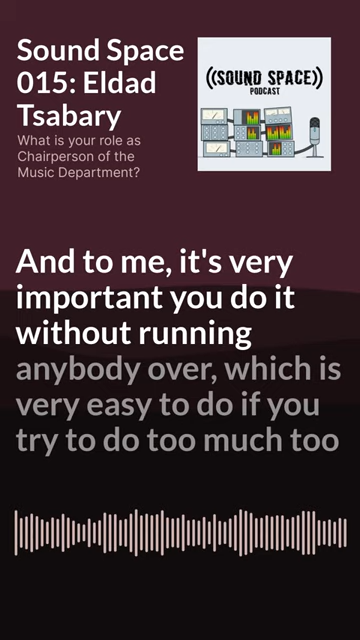 Sound Space
015: Eldad
Tsabary
What is your role as
Chairperson of the
Music Department?
((SOUND SPACE))
PODCAST
And to me, it's very
important you do it
without running
anybody over, which is
very easy to do if you
try to do too much too